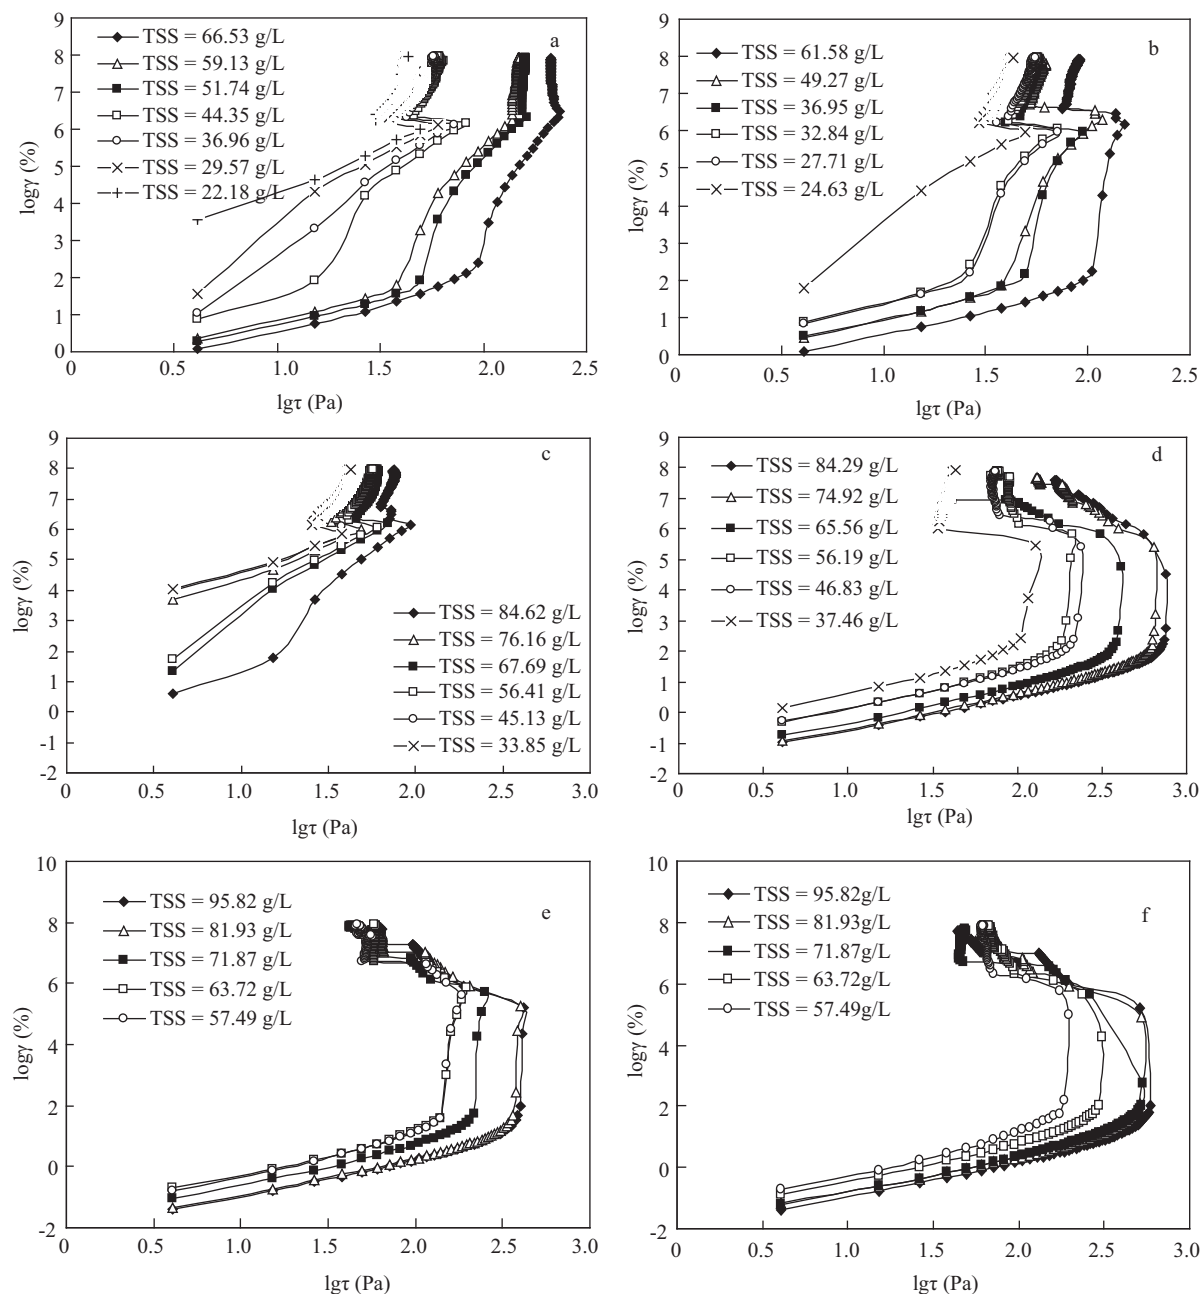 a
TSS = 66.53 g/L
TSS = 59.13 g/L
TSS = 51.74 g/L
TSS = 44.35 g/L
TSS = 36.96 g/L
TSS = 29.57 g/L
TSS = 22.18 g/L
9
8
7
6
5
4
3
2
1
0
logγ (%)
0
0.5
1.0
1.5
2.0
2.5
lgτ (Pa)
b
TSS = 61.58 g/L
TSS = 49.27 g/L
TSS = 36.95 g/L
TSS = 32.84 g/L
TSS = 27.71 g/L
TSS = 24.63 g/L
9
8
7
6
5
4
3
2
1
0
logγ (%)
0
0.5
1.0
1.5
2.0
2.5
lgτ (Pa)
c
9
8
7
6
5
4
3
2
1
0
-1
-2
logγ (%)
TSS = 84.62 g/L
TSS = 76.16 g/L
TSS = 67.69 g/L
TSS = 56.41 g/L
TSS = 45.13 g/L
TSS = 33.85 g/L
0
0.5
1.0
1.5
2.0
2.5
3.0
lgτ (Pa)
d
TSS = 84.29 g/L
TSS = 74.92 g/L
TSS = 65.56 g/L
TSS = 56.19 g/L
TSS = 46.83 g/L
TSS = 37.46 g/L
9
8
7
6
5
4
3
2
1
0
-1
-2
logγ (%)
0
0.5
1.0
1.5
2.0
2.5
3.0
lgτ (Pa)
e
TSS = 95.82 g/L
TSS = 81.93 g/L
TSS = 71.87 g/L
TSS = 63.72 g/L
TSS = 57.49 g/L
10
8
6
4
2
0
-2
logγ (%)
0
0.5
1.0
1.5
2.0
2.5
3.0
lgτ (Pa)
f
TSS = 95.82g/L
TSS = 81.93g/L
TSS = 71.87g/L
TSS = 63.72g/L
TSS = 57.49g/L
10
8
6
4
2
0
-2
logγ (%)
0
0.5
1.0
1.5
2.0
2.5
3.0
lgτ (Pa)